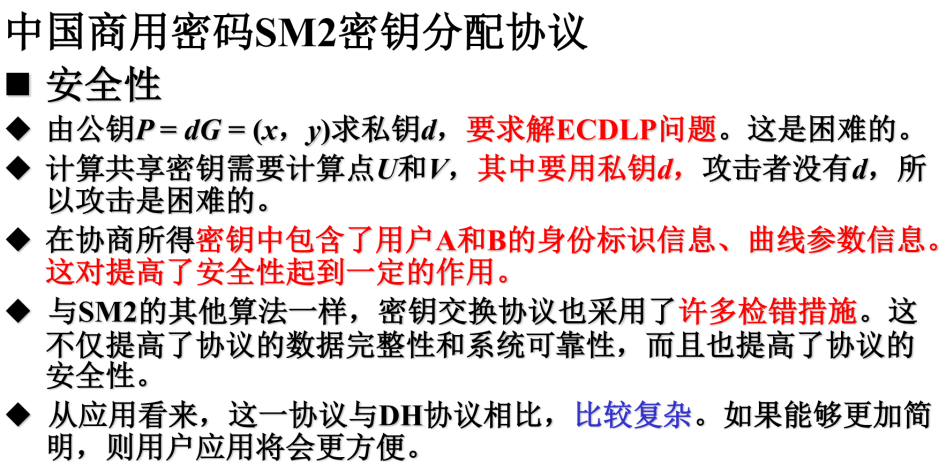 中国商用密码SM2密钥分配协议
■ 安全性
◆ 由公钥P = dG = (x，y)求私钥d，要求解ECDLP问题。这是困难的。
◆ 计算共享密钥需要计算点U和V，其中要用私钥d，攻击者没有d，所
以攻击是困难的。
◆ 在协商所得密钥中包含了用户A和B的身份标识信息、曲线参数信息。
这对提高了安全性起到一定的作用。
◆ 与SM2的其他算法一样，密钥交换协议也采用了许多检错措施。这
不仅提高了协议的数据完整性和系统可靠性，而且也提高了协议的
安全性。
◆ 从应用看来，这一协议与DH协议相比，比较复杂。如果能够更加简
明，则用户应用将会更方便。